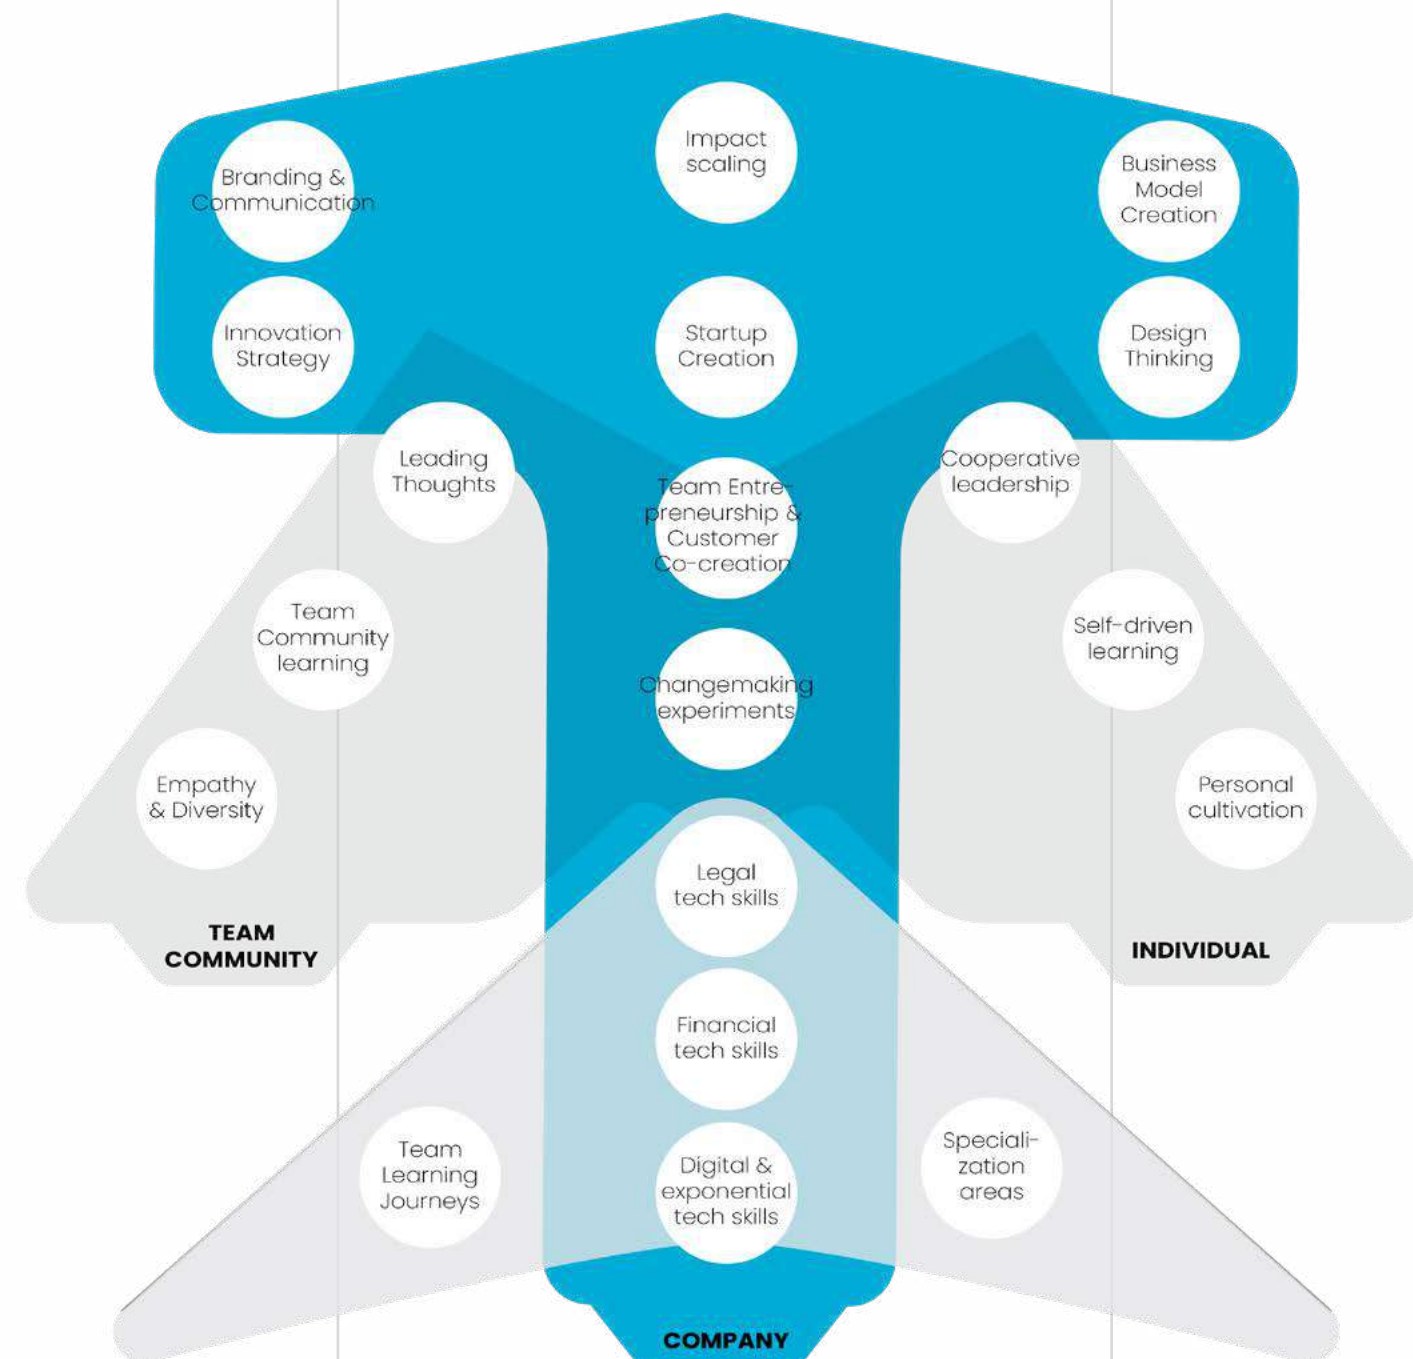 Impact
scaling
Branding &
Communication
Business
Model
Creation
Innovation
Strategy
Startup
Creation
Design
Thinking
Leading
Thoughts
Team Entre-
preneurship &
Customer
Co-creation
Cooperative
leadership
Team
Community
learning
Changemaking
experiments
Self-driven
learning
Empathy
& Diversity
Personal
cultivation
Legal
tech skills
TEAM
COMMUNITY
INDIVIDUAL
Financial
tech skills
Team
Learning
Journeys
Digital &
exponential
tech skills
Speciali-
zation
areas
COMPANY